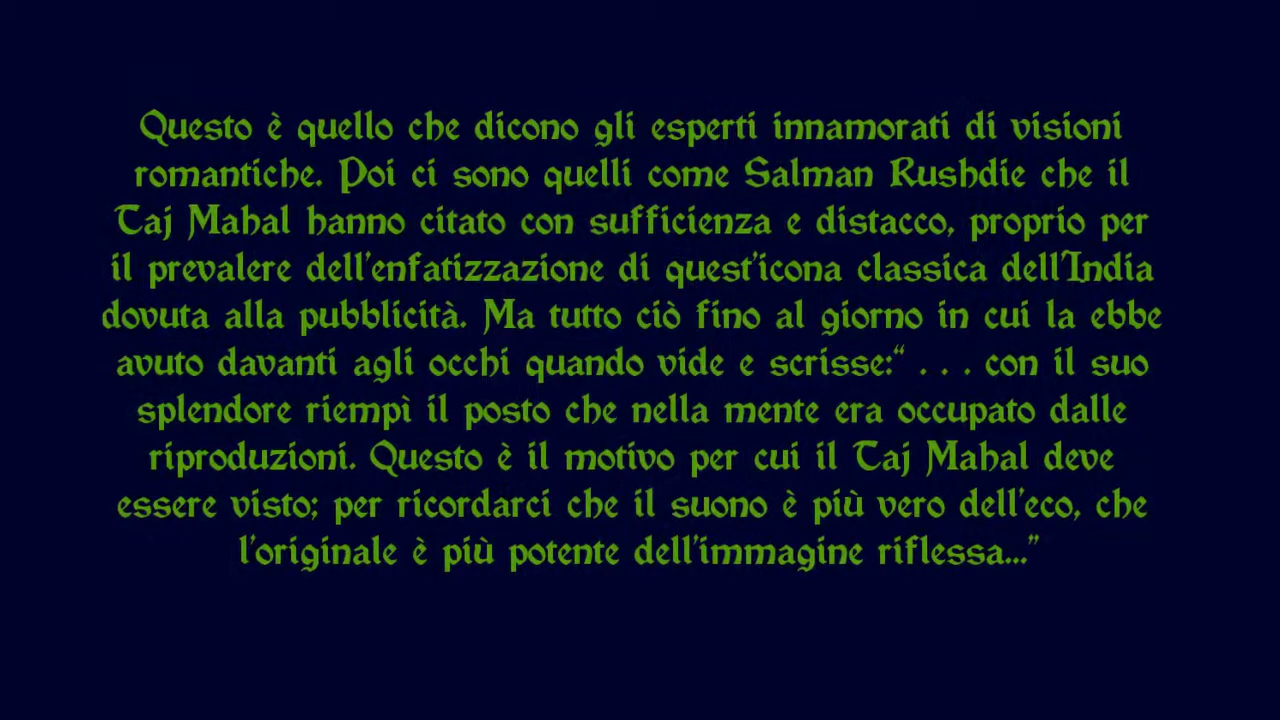 Questo è quello che dicono gli esperti innamorati di visioni
romantiche. Poi ci sono quelli come Salman Rushdie che il
Taj Mahal hanno citato con sufficienza e distacco, proprio per
il prevalere dell'enfatizzazione di quest'icona classica dell'India
dovuta alla pubblicità. Ma tutto ciò fino al giorno in cui la ebbe
avuto davanti agli occhi quando vide e scrisse:“ . . . con il suo
splendore riempì il posto che nella mente era occupato dalle
riproduzioni. Questo è il motivo per cui il Taj Mahal deve
essere visto; per ricordarci che il suono è più vero dell'eco, che
l'originale è più potente dell'immagine riflessa...”